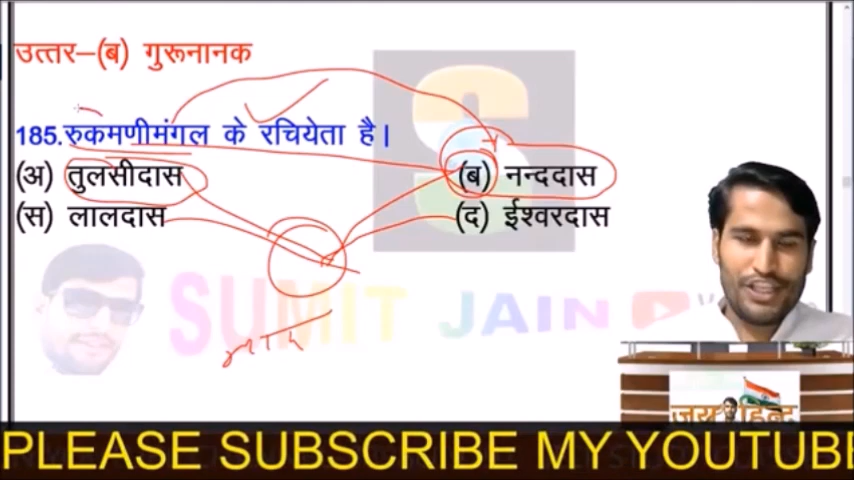 उत्तर–(ब) गुरूनानक
185.रुकमणीमंगल के रचियेता है।
(अ) तुलसीदास (ब) नन्ददास
(स) लालदास (द) ईश्वरदास
SUMIT JAIN
जय हिन्द
PLEASE SUBSCRIBE MY YOUTUBE